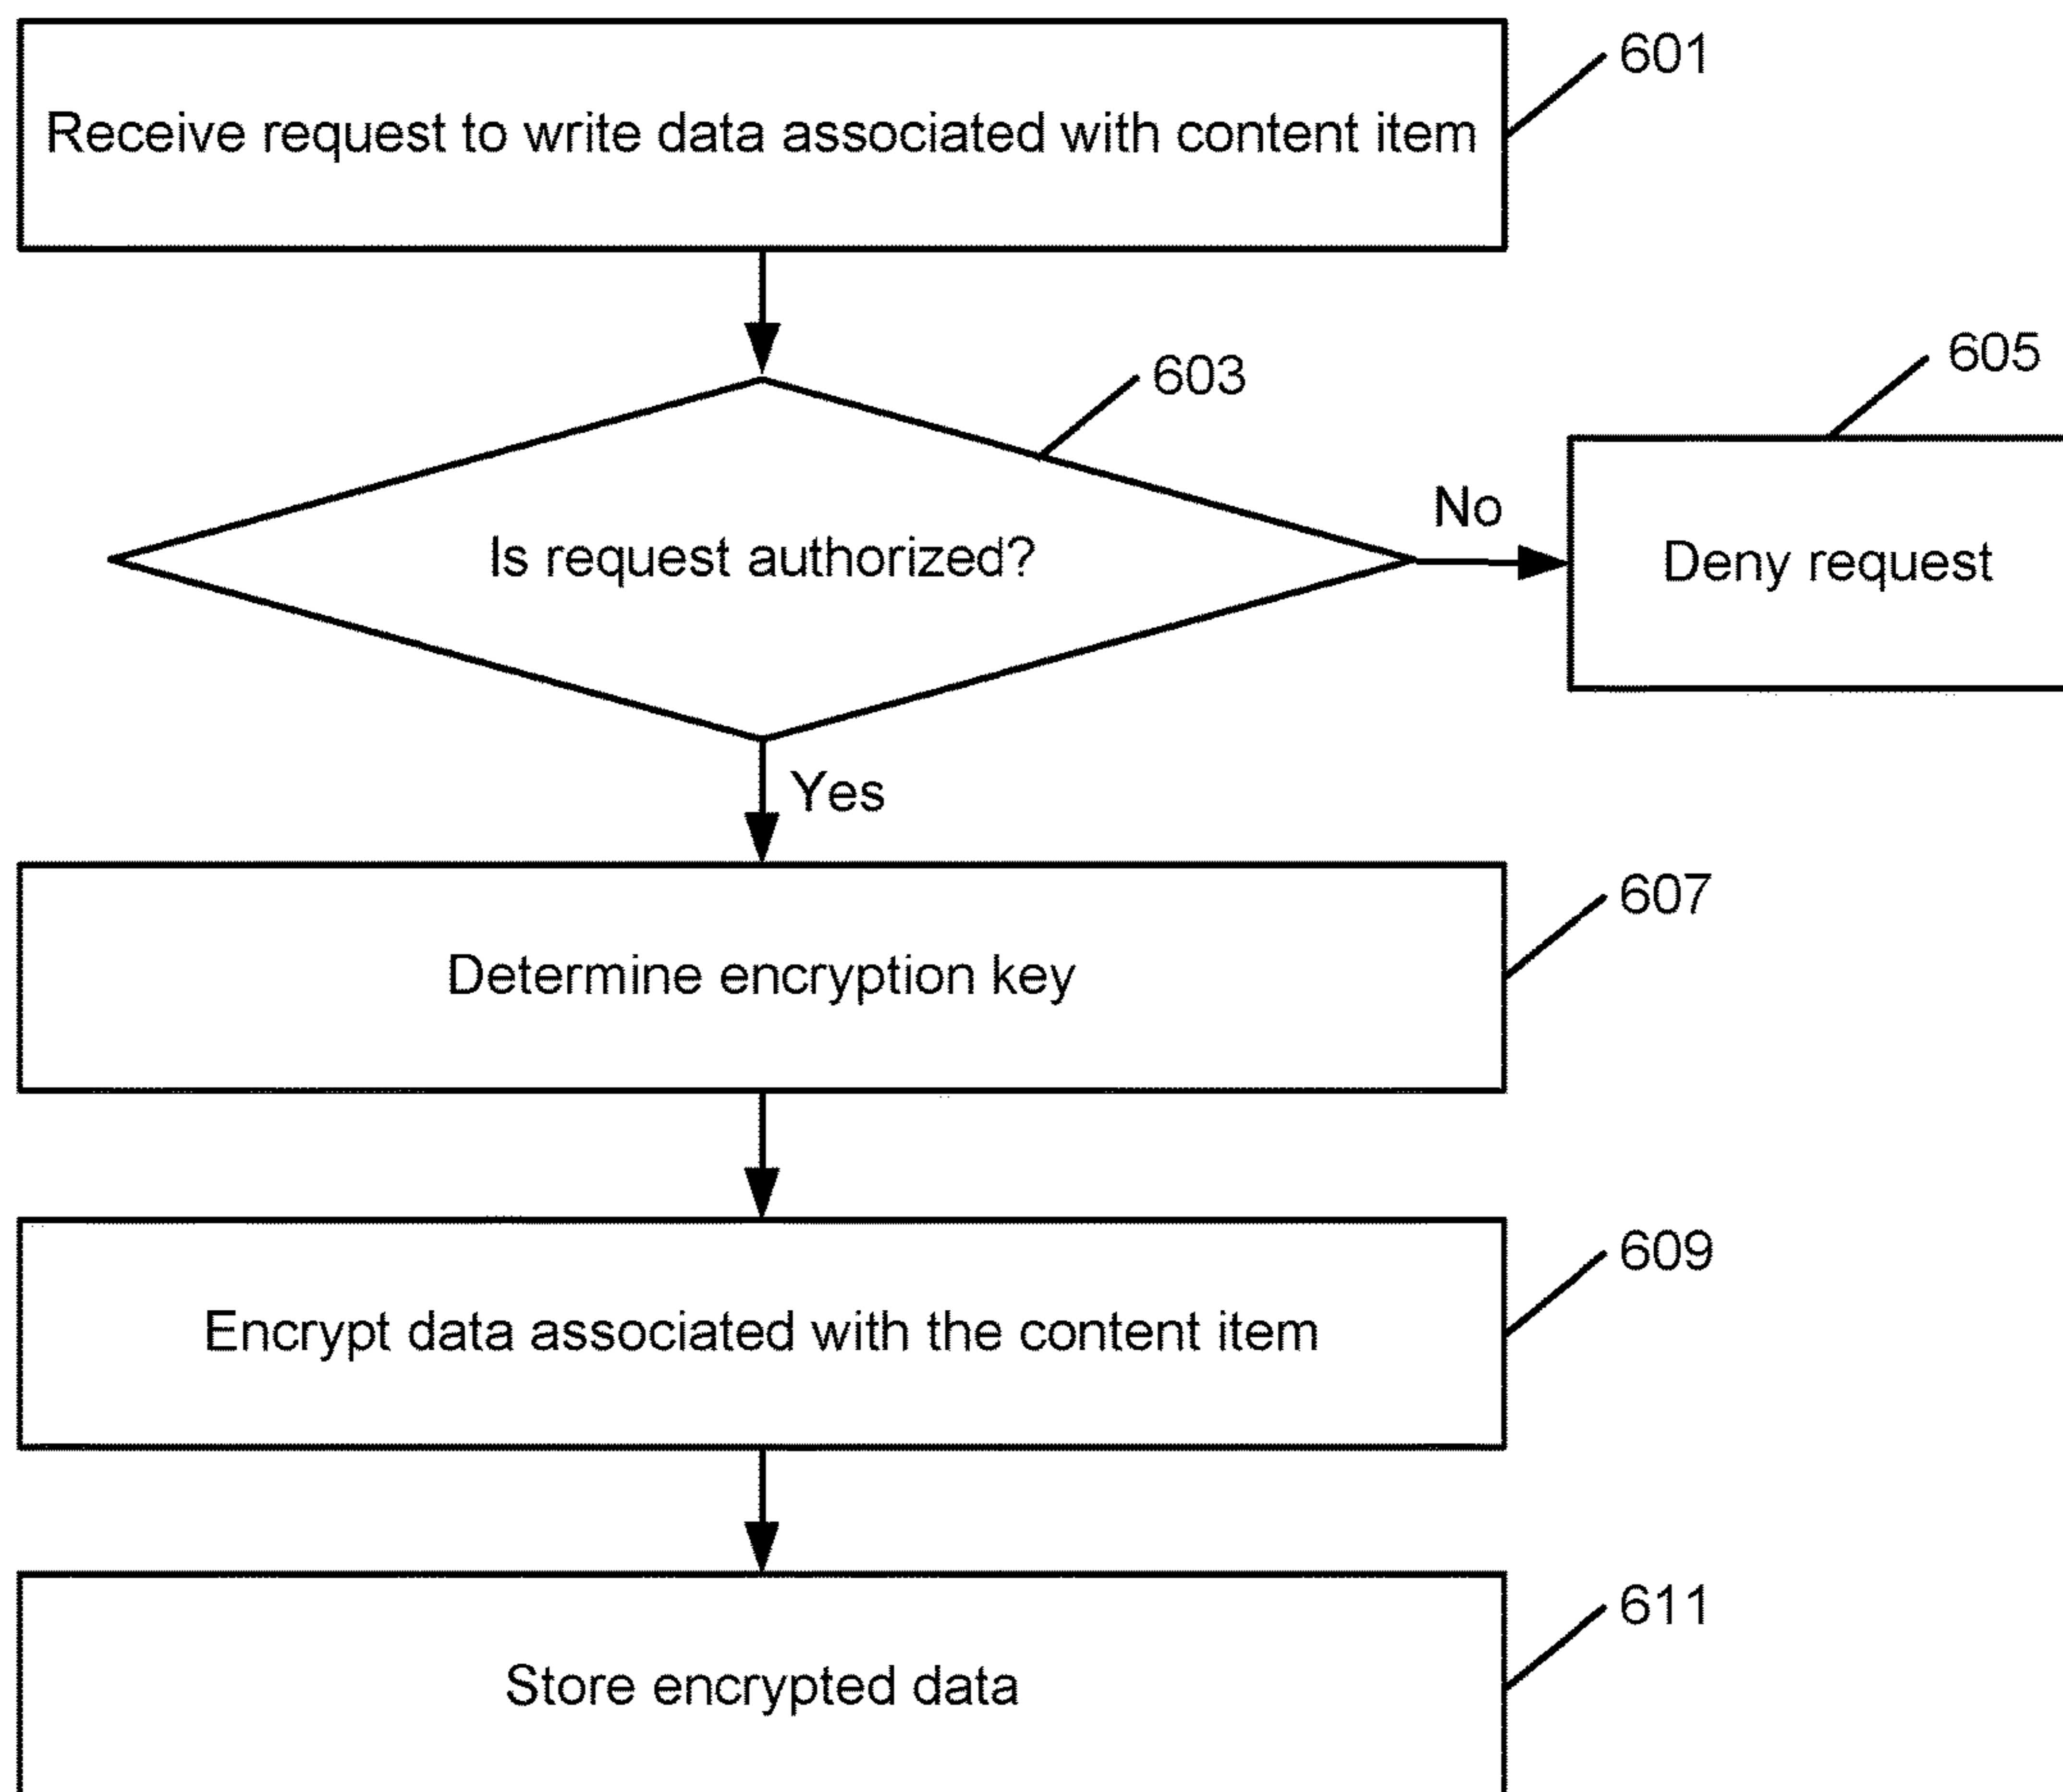 Receive request to write data associated with content item
601
603
Is request authorized?
No
605
Deny request
Yes
Determine encryption key
607
Encrypt data associated with the content item
609
Store encrypted data
611